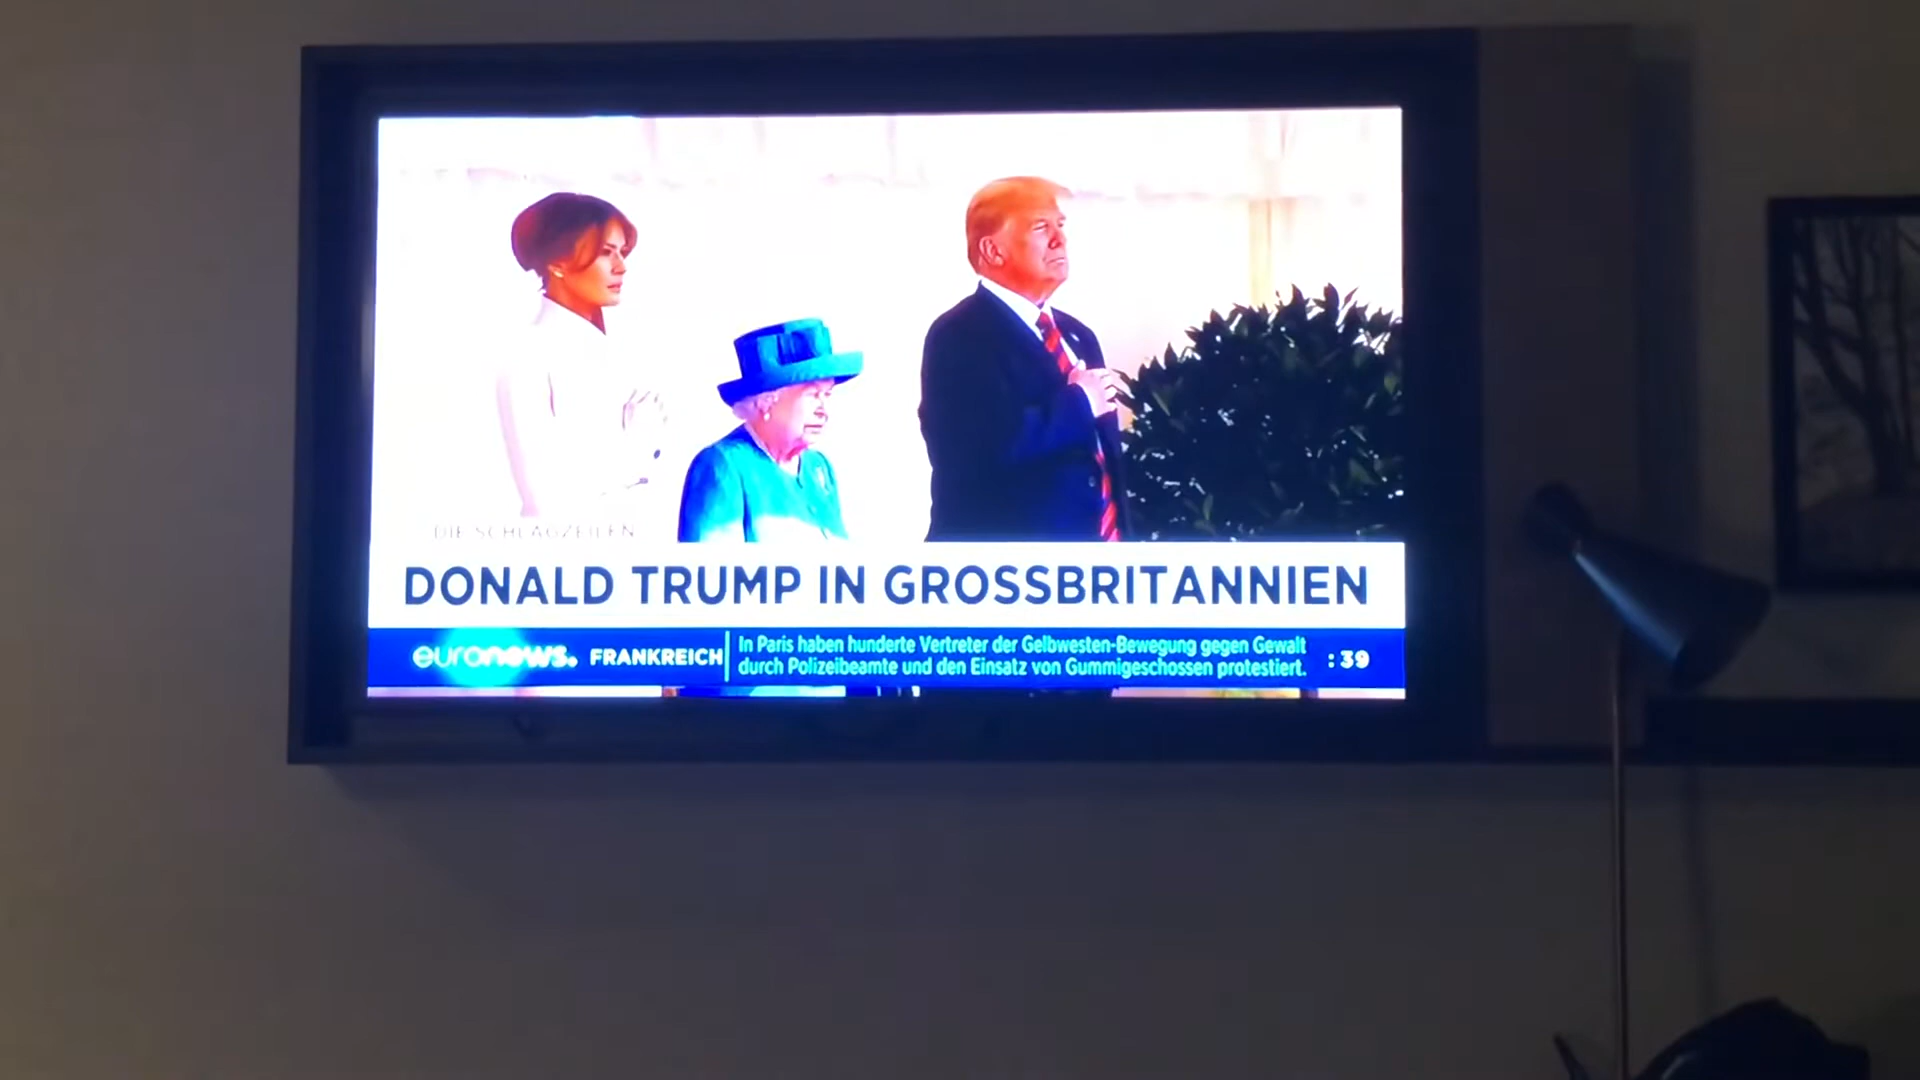 DIE SCHLAGZEILEN
DONALD TRUMP IN GROSSBRITANNIEN
euronews.
FRANKREICH
In Paris haben hunderte Vertreter der Gelbwesten-Bewegung gegen Gewalt
durch Polizeibeamte und den Einsatz von Gummigeschossen protestiert.
:39